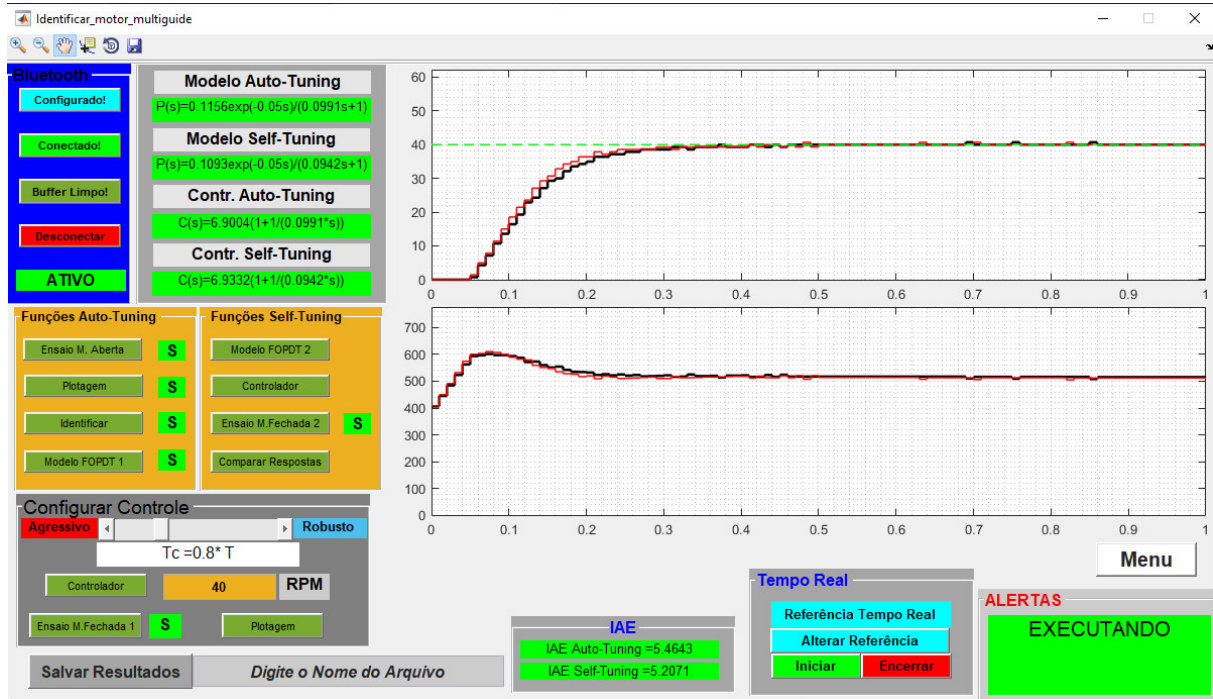 Identificar_motor_multiguide
Bluetooth
Configurado!
Conectado!
Buffer Limpo!
Desconectar
ATIVO
Modelo Auto-Tuning
P(s)=0.1156exp(-0.05s)/(0.0991s+1)
Modelo Self-Tuning
P(s)=0.1093exp(-0.05s)/(0.0942s+1)
Contr. Auto-Tuning
C(s)=6.9004(1+1/(0.0991*s))
Contr. Self-Tuning
C(s)=6.9332(1+1/(0.0942*s))
60
50
40
30
20
10
0
0 0.1 0.2 0.3 0.4 0.5 0.6 0.7 0.8 0.9 1
700
600
500
400
300
200
100
0
0 0.1 0.2 0.3 0.4 0.5 0.6 0.7 0.8 0.9 1
Funções Auto-Tuning
Ensaio M. Aberta S
Plotagem S
Identificar S
Modelo FOPDT 1 S
Funções Self-Tuning
Modelo FOPDT 2
Controlador
Ensaio M.Fechada 2 S
Comparar Respostas
Configurar Controle
Agressivo Robusto
Tc =0.8* T
Controlador 40 RPM
Ensaio M.Fechada 1 S Plotagem
Salvar Resultados Digite o Nome do Arquivo
IAE
IAE Auto-Tuning =5.4643
IAE Self-Tuning =5.2071
Tempo Real
Referência Tempo Real
Alterar Referência
Iniciar Encerrar
Menu
ALERTAS
EXECUTANDO